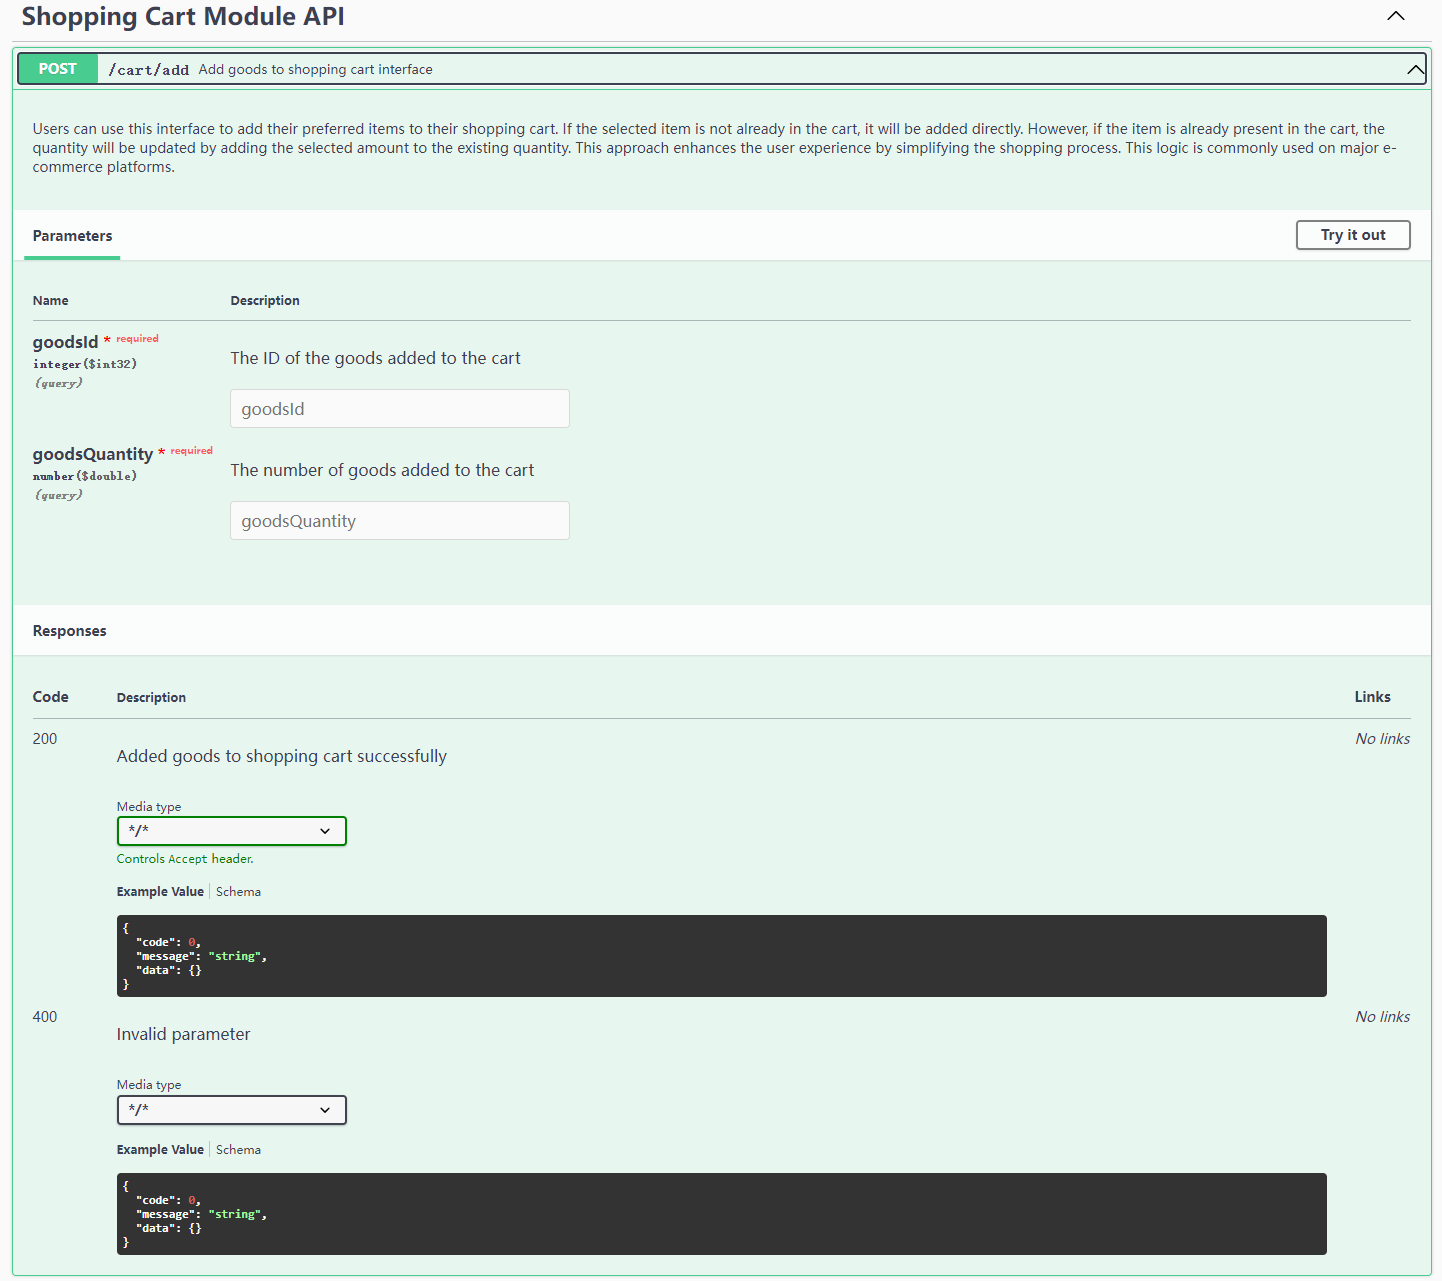 Shopping Cart Module API
POST /cart/add Add goods to shopping cart interface
Users can use this interface to add their preferred items to their shopping cart. If the selected item is not already in the cart, it will be added directly. However, if the item is already present in the cart, the
quantity will be updated by adding the selected amount to the existing quantity. This approach enhances the user experience by simplifying the shopping process. This logic is commonly used on major e-
commerce platforms.
Parameters Try it out
Name Description
goodsId * required
integer($int32)
(query)
The ID of the goods added to the cart
goodsId
goodsQuantity * required
number($double)
(query)
The number of goods added to the cart
goodsQuantity
Responses
Code Description Links
200 No links
Added goods to shopping cart successfully
Media type
*/*
Controls Accept header.
Example Value Schema
{
"code": 0,
"message": "string",
"data": {}
}
400 No links
Invalid parameter
Media type
*/*
Example Value Schema
{
"code": 0,
"message": "string",
"data": {}
}